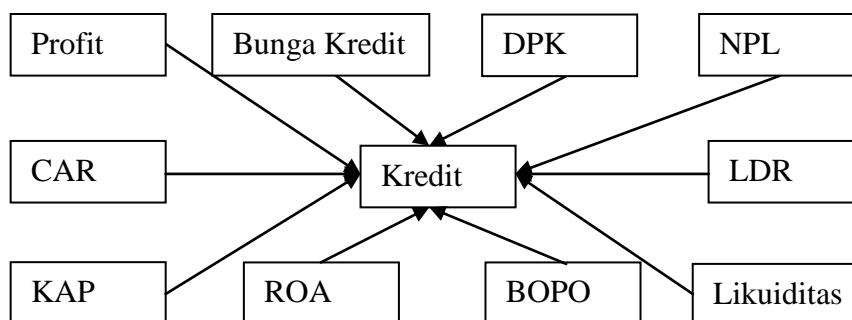 Profit
Bunga Kredit
DPK
NPL
CAR
Kredit
LDR
KAP
ROA
BOPO
Likuiditas